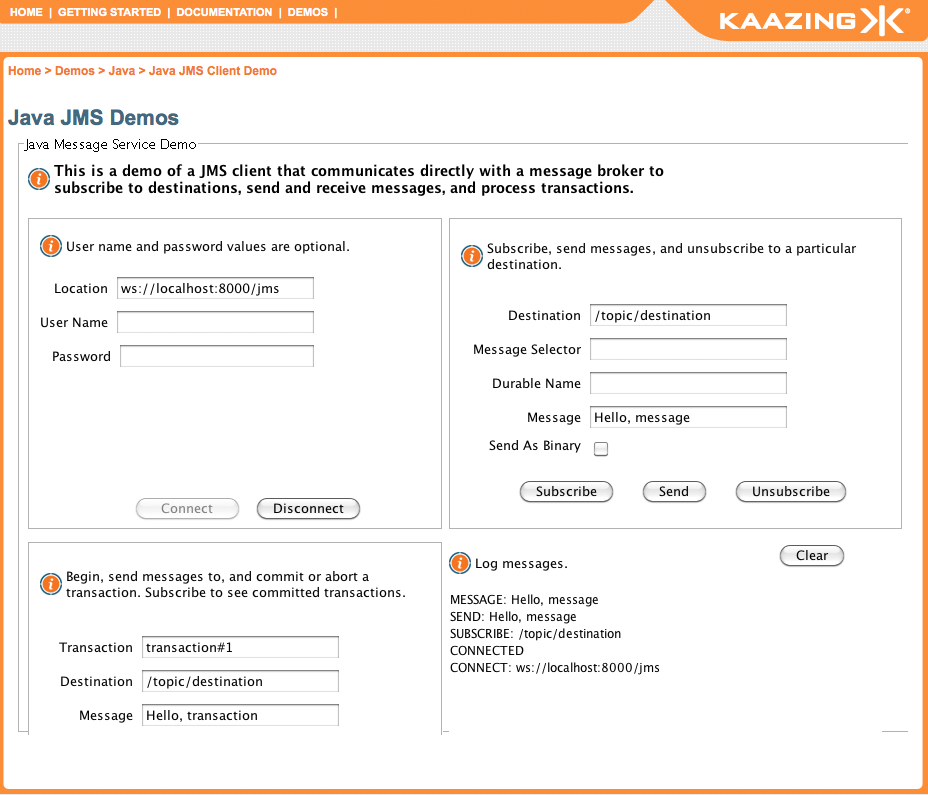 HOME | GETTING STARTED | DOCUMENTATION | DEMOS |
KAAZING
Home > Demos > Java > Java JMS Client Demo
Java JMS Demos
Java Message Service Demo
This is a demo of a JMS client that communicates directly with a message broker to
subscribe to destinations, send and receive messages, and process transactions.
User name and password values are optional.
Location ws://localhost:8000/jms
User Name
Password
Connect Disconnect
Subscribe, send messages, and unsubscribe to a particular
destination.
Destination /topic/destination
Message Selector
Durable Name
Message Hello, message
Send As Binary
Subscribe Send Unsubscribe
Begin, send messages to, and commit or abort a
transaction. Subscribe to see committed transactions.
Transaction transaction#1
Destination /topic/destination
Message Hello, transaction
Log messages.
Clear
MESSAGE: Hello, message
SEND: Hello, message
SUBSCRIBE: /topic/destination
CONNECTED
CONNECT: ws://localhost:8000/jms